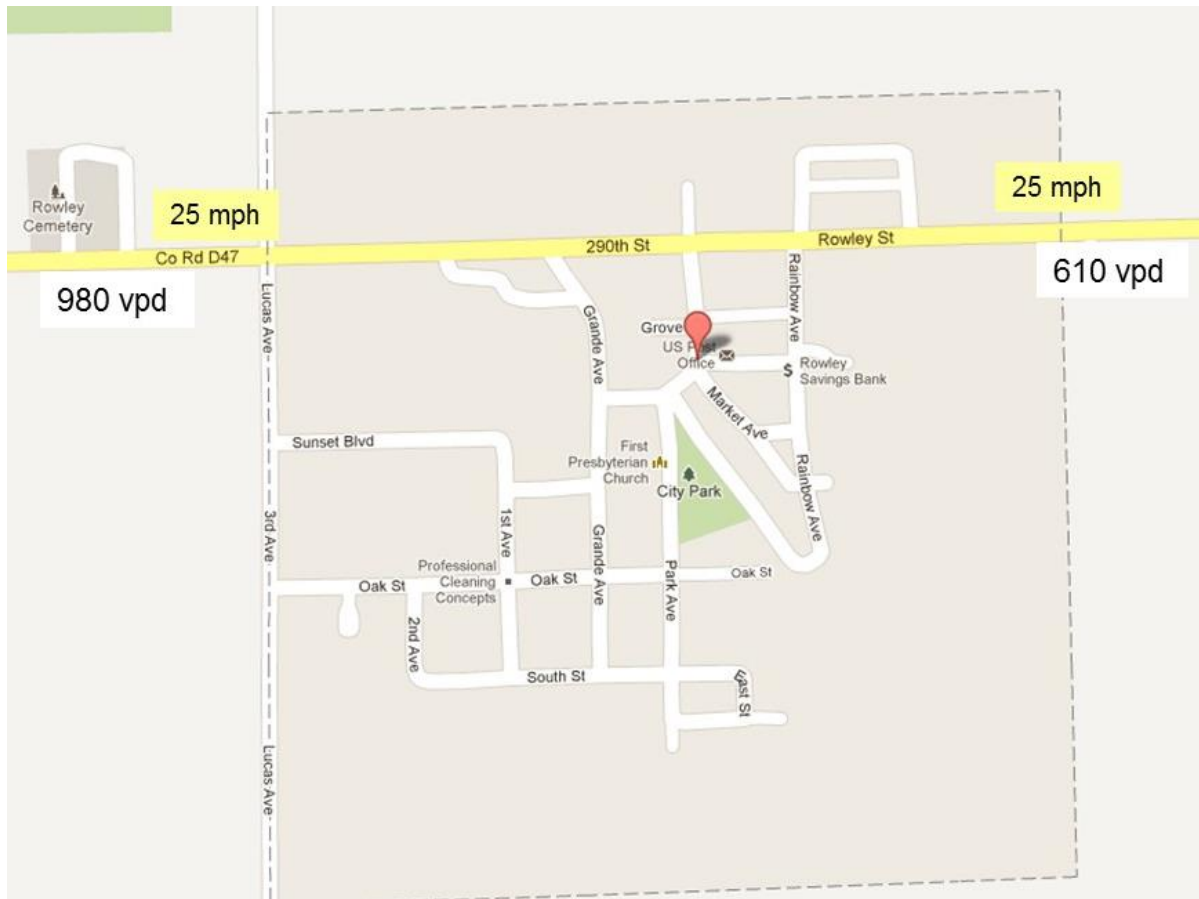 25 mph
Rowley
Cemetery
25 mph
Co Rd D47
290th St
Rowley St
980 vpd
610 vpd
Lucas Ave
Rainbow Ave
Grande Ave
Grove
US Post
Office
$
Rowley
Savings Bank
Market Ave
Sunset Blvd
First
Presbyterian
Church
City Park
Rainbow Ave
3rd Ave
1st Ave
Grande Ave
Professional
Cleaning
Concepts
Oak St
Oak St
Oak St
Park Ave
2nd Ave
South St
East St
Lucas Ave